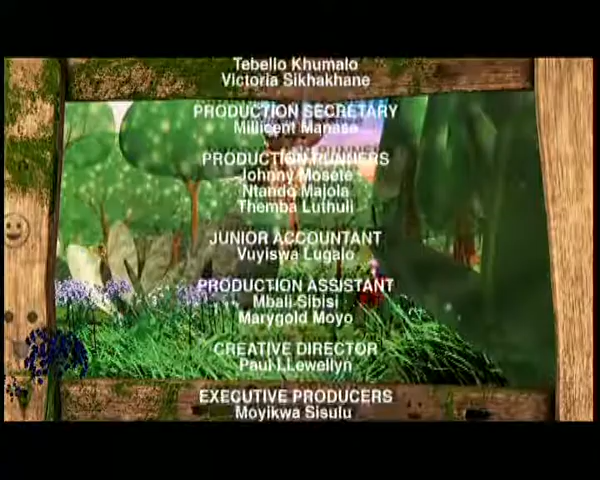 Tebello Khumalo
Victoria Sikhakhane
PRODUCTION SECRETARY
Millicent Manase
PRODUCTION RUNNERS
Johnny Mosete
Ntando Majola
Themba Luthuli
JUNIOR ACCOUNTANT
Vuyiswa Lugalo
PRODUCTION ASSISTANT
Mbali Sibisi
Marygold Moyo
CREATIVE DIRECTOR
Paul Llewellyn
EXECUTIVE PRODUCERS
Moyikwa Sisulu